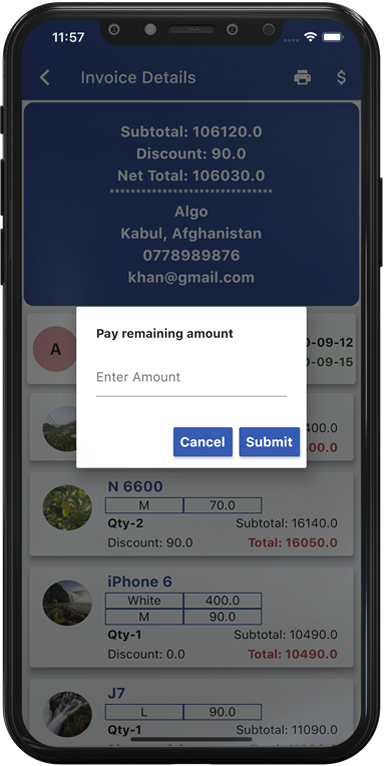 11:57
Invoice Details $
Subtotal: 106120.0
Discount: 90.0
Net Total: 106030.0
********************************
Algo
Kabul, Afghanistan
0778989876
khan@gmail.com
A
0-09-12
0-09-15
Pay remaining amount
Enter Amount
Cancel Submit
400.0
00.0
N 6600
M 70.0
Qty-2 Subtotal: 16140.0
Discount: 90.0 Total: 16050.0
iPhone 6
White 400.0
M 90.0
Qty-1 Subtotal: 10490.0
Discount: 0.0 Total: 10490.0
J7
L 90.0
Qty-1 Subtotal: 11090.0